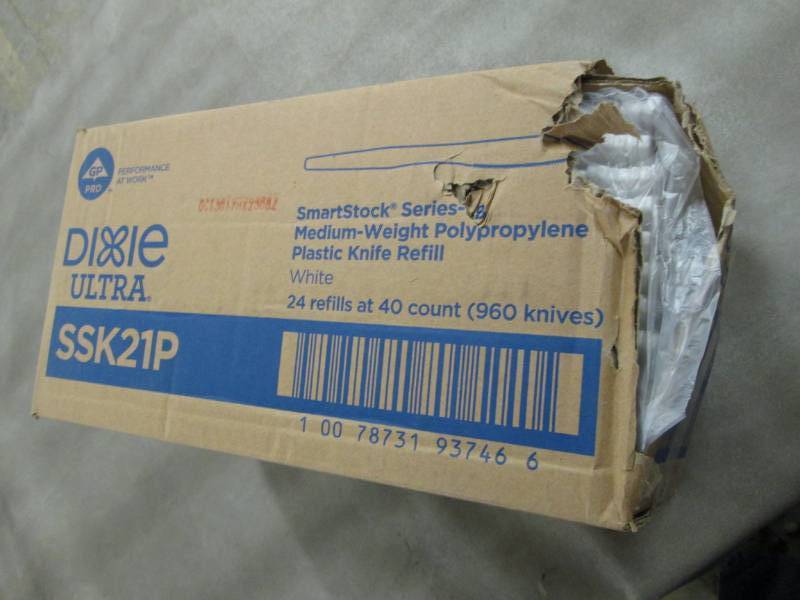 GP
PRO
PERFORMANCE
AT WORK™
DIXIE
ULTRA®
SSK21P
SmartStock® Series-
Medium-Weight Polypropylene
Plastic Knife Refill
White
24 refills at 40 count (960 knives)
1 00 78731 93746 6